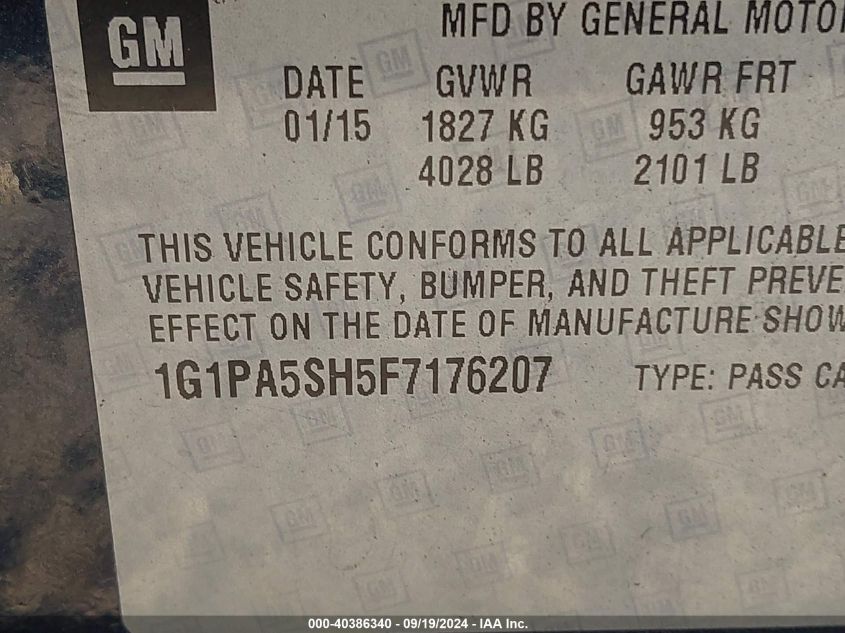 GM
MFD BY GENERAL MOTOR
DATE GVWR GAWR FRT
01/15 1827 KG 953 KG
4028 LB 2101 LB
THIS VEHICLE CONFORMS TO ALL APPLICABLE
VEHICLE SAFETY, BUMPER, AND THEFT PREVE
EFFECT ON THE DATE OF MANUFACTURE SHOW
1G1PA5SH5F7176207 TYPE: PASS CA
000-40386340 - 09/19/2024 - IAA Inc.